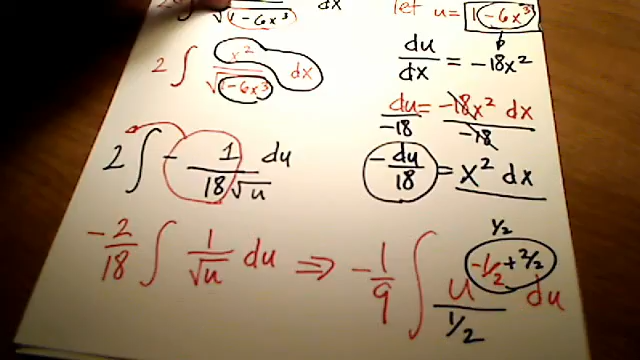 √(1-6x³) dx
let u = 1-6x³
2∫ x²/√(1-6x³) dx
du/dx = -18x²
du/-18 = -18x² dx/-18
2∫ - 1/18√u du
-du/18 = x² dx
-2/18 ∫ 1/√u du ⇒ -1/9 ∫ u^(-1/2+2/2)/(1/2) du
1/2